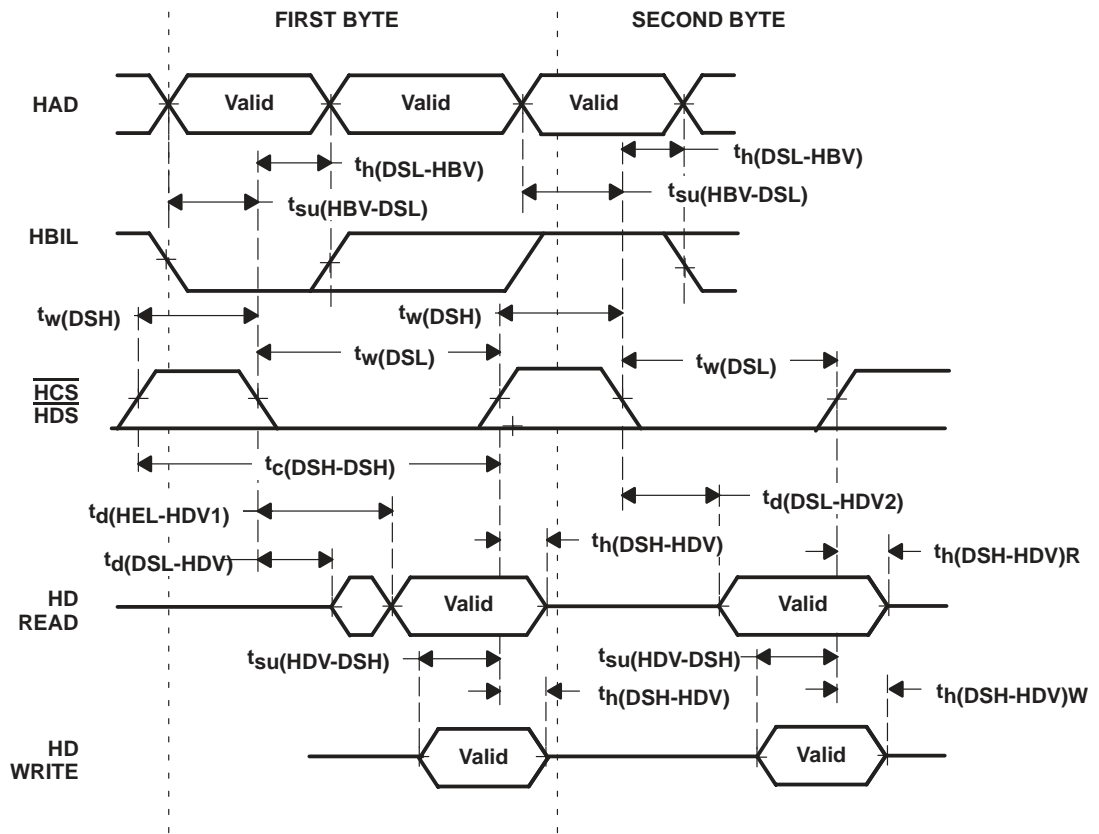 FIRST BYTE
SECOND BYTE
HAD
Valid
Valid
Valid
th(DSL-HBV)
th(DSL-HBV)
tsu(HBV-DSL)
tsu(HBV-DSL)
HBIL
tw(DSH)
tw(DSH)
tw(DSL)
tw(DSL)
HCS
HDS
tc(DSH-DSH)
td(HEL-HDV1)
td(DSL-HDV2)
td(DSL-HDV)
th(DSH-HDV)
th(DSH-HDV)R
HD
READ
Valid
Valid
tsu(HDV-DSH)
tsu(HDV-DSH)
th(DSH-HDV)
th(DSH-HDV)W
HD
WRITE
Valid
Valid